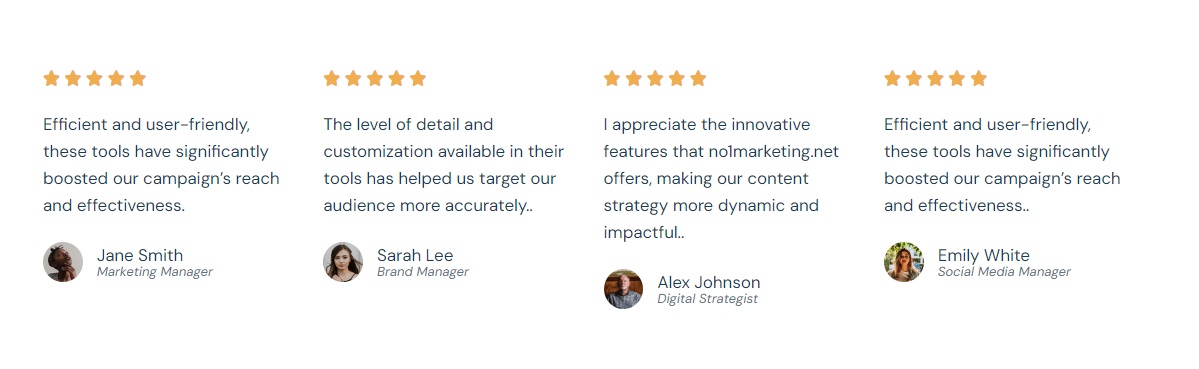 Efficient and user-friendly,
these tools have significantly
boosted our campaign’s reach
and effectiveness.
Jane Smith
Marketing Manager
The level of detail and
customization available in their
tools has helped us target our
audience more accurately..
Sarah Lee
Brand Manager
I appreciate the innovative
features that no1marketing.net
offers, making our content
strategy more dynamic and
impactful..
Alex Johnson
Digital Strategist
Efficient and user-friendly,
these tools have significantly
boosted our campaign’s reach
and effectiveness..
Emily White
Social Media Manager